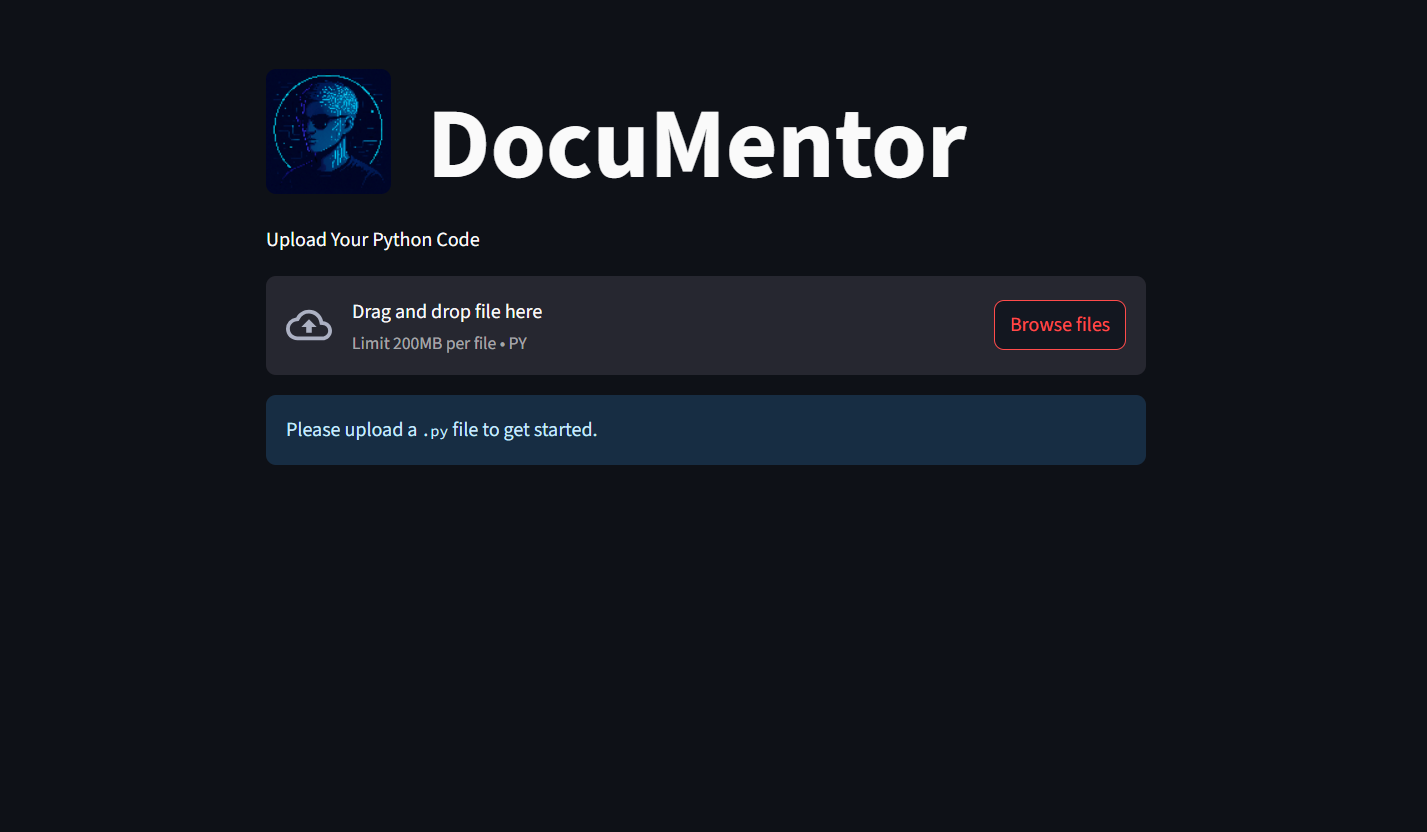 DocuMentor
Upload Your Python Code
Drag and drop file here
Limit 200MB per file • PY
Browse files
Please upload a .py file to get started.